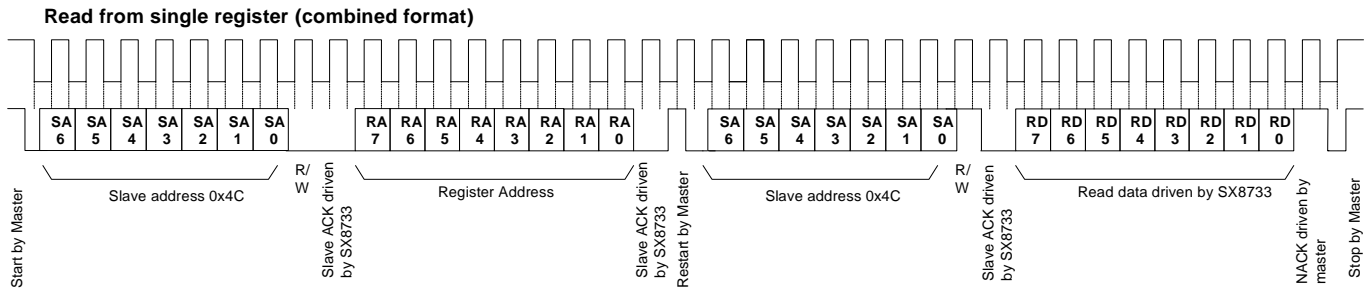 Read from single register (combined format)
SA SA SA SA SA SA SA RA RA RA RA RA RA RA RA SA SA SA SA SA SA SA RD RD RD RD RD RD RD RD
6 5 4 3 2 1 0 7 6 5 4 3 2 1 0 6 5 4 3 2 1 0 7 6 5 4 3 2 1 0
Start by Master
Slave address 0x4C
R/
W
Slave ACK driven
by SX8733
Register Address
Slave ACK driven
by SX8733
Restart by Master
Slave address 0x4C
R/
W
Slave ACK driven
by SX8733
Read data driven by SX8733
NACK driven by
master
Stop by Master